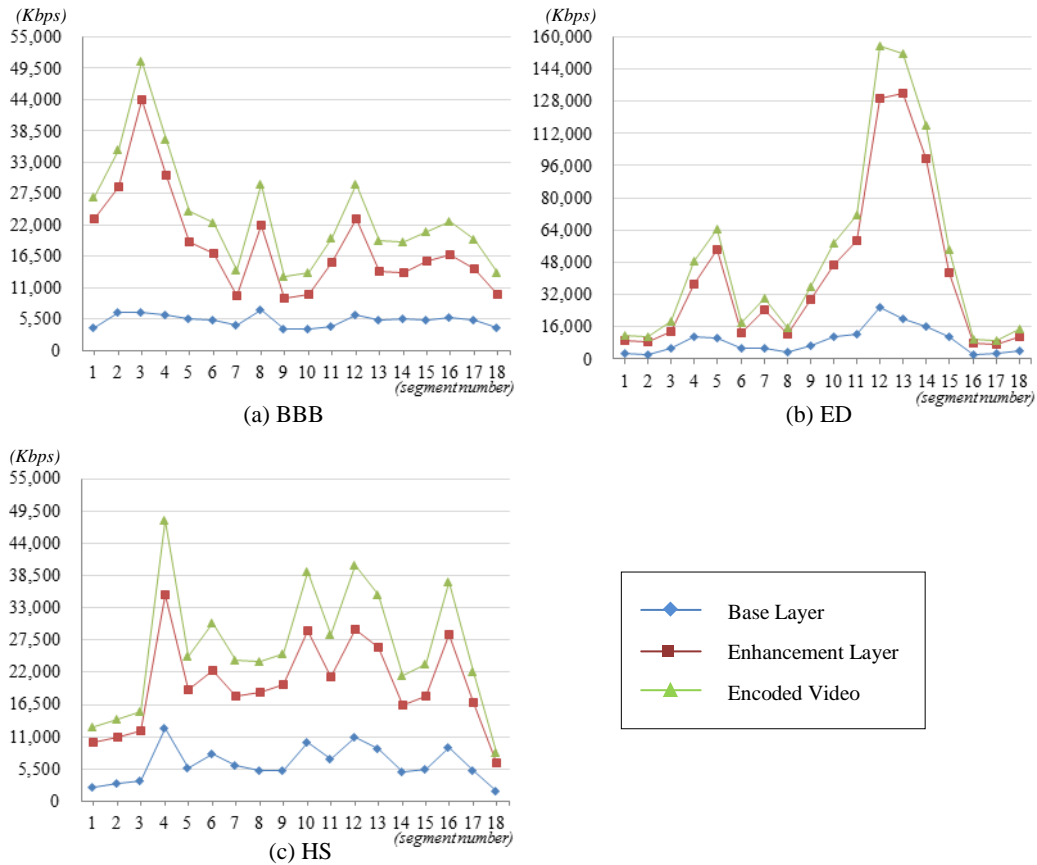 (Kbps)
55,000
49,500
44,000
38,500
33,000
27,500
22,000
16,500
11,000
5,500
0
1 2 3 4 5 6 7 8 9 10 11 12 13 14 15 16 17 18
(segmentnumber)
(a) BBB
(Kbps)
160,000
144,000
128,000
112,000
96,000
80,000
64,000
48,000
32,000
16,000
0
1 2 3 4 5 6 7 8 9 10 11 12 13 14 15 16 17 18
(segmentnumber)
(b) ED
(Kbps)
55,000
49,500
44,000
38,500
33,000
27,500
22,000
16,500
11,000
5,500
0
1 2 3 4 5 6 7 8 9 10 11 12 13 14 15 16 17 18
(segmentnumber)
(c) HS
Base Layer
Enhancement Layer
Encoded Video